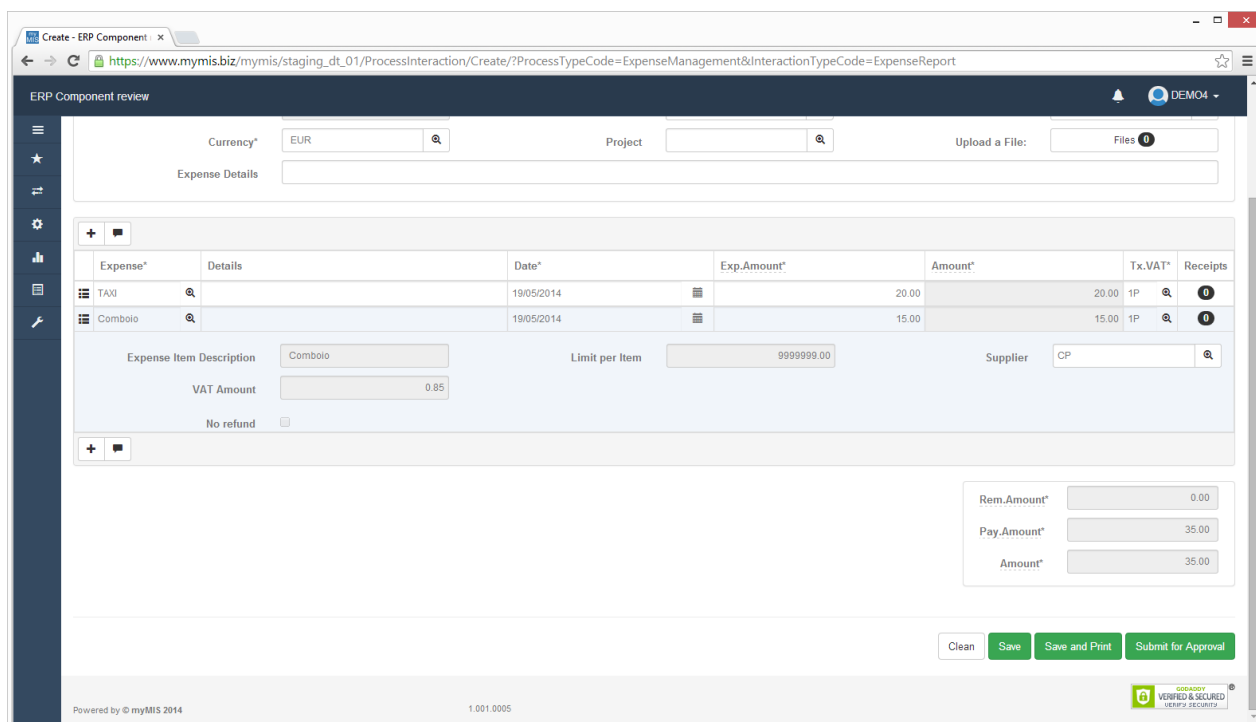 my
MIS
Create - ERP Component
https://www.mymis.biz/mymis/staging_dt_01/ProcessInteraction/Create/?ProcessTypeCode=ExpenseManagement&InteractionTypeCode=ExpenseReport
ERP Component review DEMO4
Currency* EUR Project Upload a File: Files 0
Expense Details
Expense* Details Date* Exp.Amount* Amount* Tx.VAT* Receipts
TAXI 19/05/2014 20.00 20.00 1P 0
Comboio 19/05/2014 15.00 15.00 1P 0
Expense Item Description Comboio Limit per Item 9999999.00 Supplier CP
VAT Amount 0.85
No refund
Rem.Amount* 0.00
Pay.Amount* 35.00
Amount* 35.00
Clean Save Save and Print Submit for Approval
GODADDY
VERIFIED & SECURED
VERIFY SECURITY
Powered by © myMIS 2014 1.001.0005